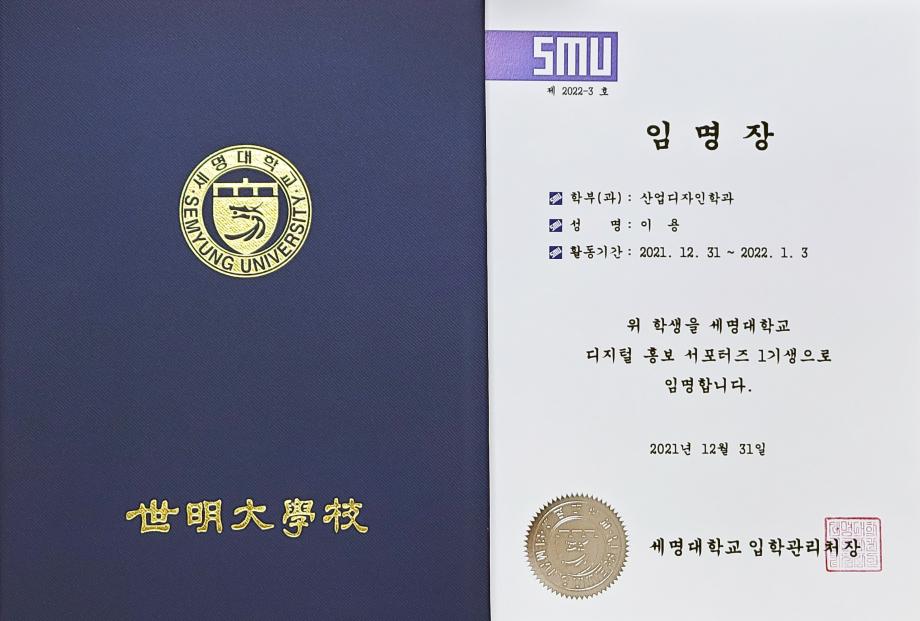 세명대학교
SEMYUNG UNIVERSITY
世明大學校
SMU
제 2022-3 호
임 명 장
학부(과) : 산업디자인학과
성 명 : 이 용
활동기간 : 2021. 12. 31 ~ 2022. 1. 3
위 학생을 세명대학교
디지털 홍보 서포터즈 1기생으로
임명합니다.
2021년 12월 31일
세명대학교 입학관리처장